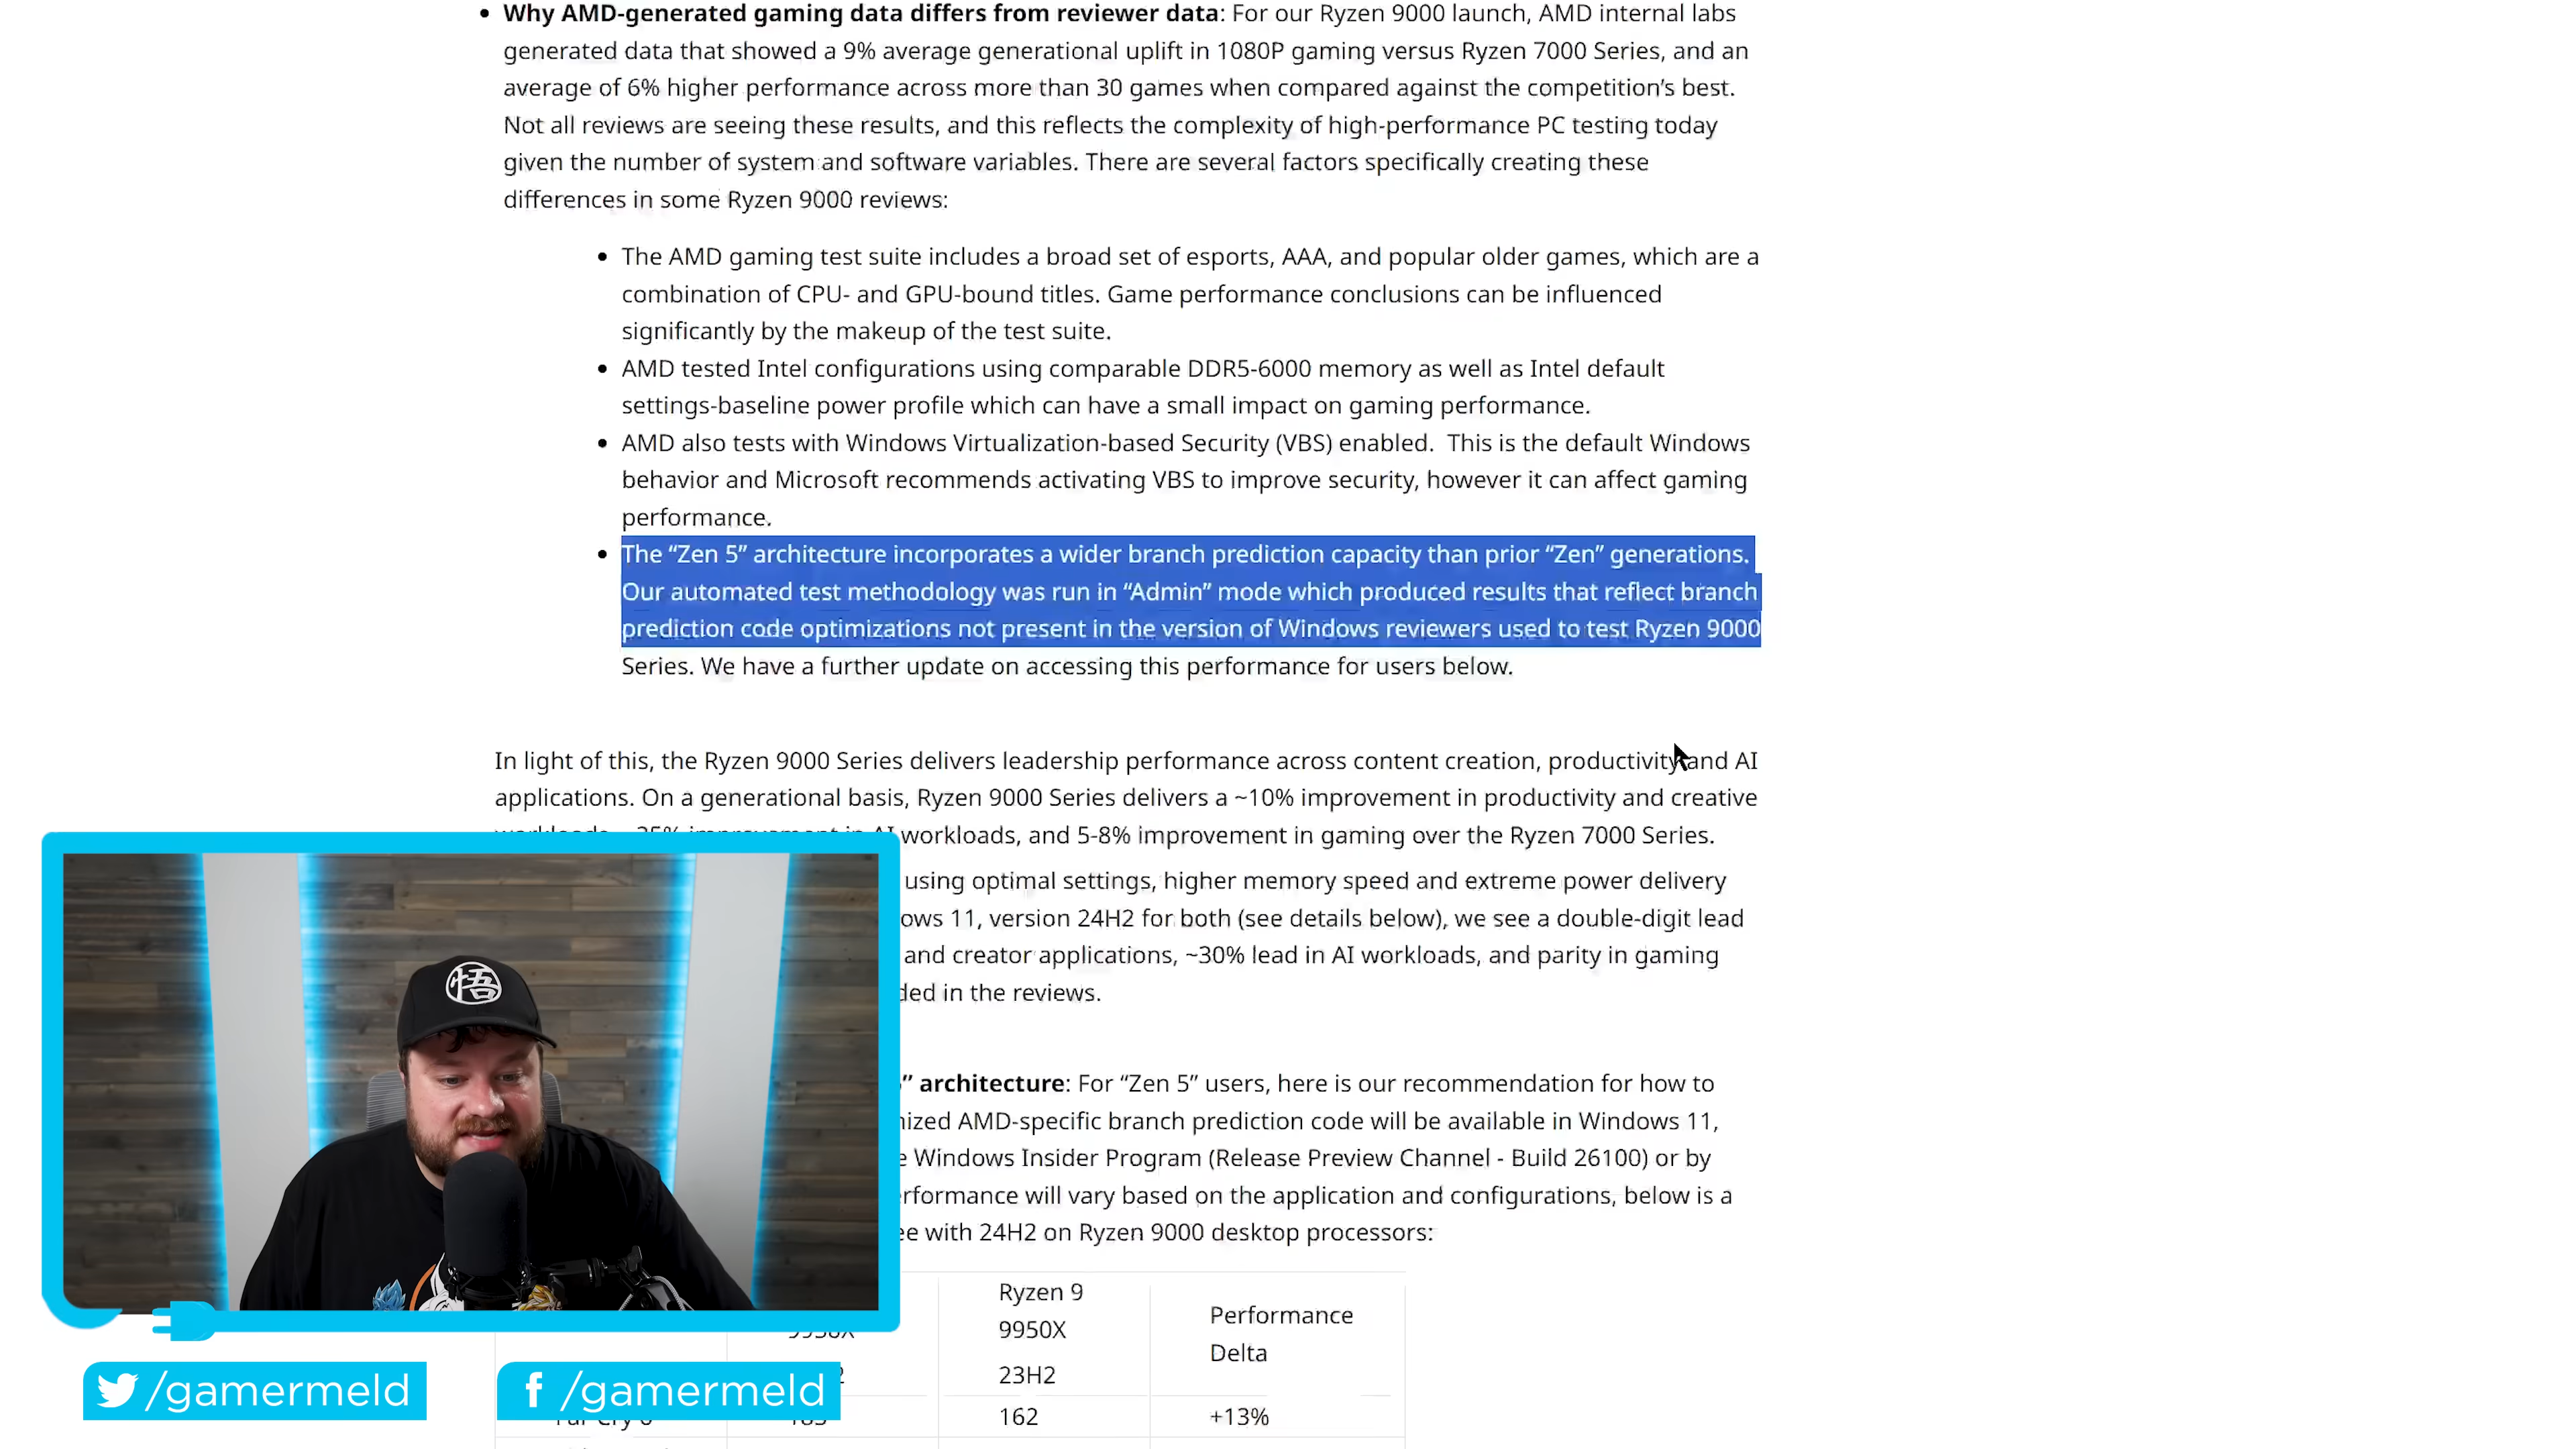 Why AMD-generated gaming data differs from reviewer data: For our Ryzen 9000 launch, AMD internal labs
generated data that showed a 9% average generational uplift in 1080P gaming versus Ryzen 7000 Series, and an
average of 6% higher performance across more than 30 games when compared against the competition's best.
Not all reviews are seeing these results, and this reflects the complexity of high-performance PC testing today
given the number of system and software variables. There are several factors specifically creating these
differences in some Ryzen 9000 reviews:
The AMD gaming test suite includes a broad set of esports, AAA, and popular older games, which are a
combination of CPU- and GPU-bound titles. Game performance conclusions can be influenced
significantly by the makeup of the test suite.
AMD tested Intel configurations using comparable DDR5-6000 memory as well as Intel default
settings-baseline power profile which can have a small impact on gaming performance.
AMD also tests with Windows Virtualization-based Security (VBS) enabled. This is the default Windows
behavior and Microsoft recommends activating VBS to improve security, however it can affect gaming
performance.
The “Zen 5” architecture incorporates a wider branch prediction capacity than prior “Zen” generations.
Our automated test methodology was run in “Admin” mode which produced results that reflect branch
prediction code optimizations not present in the version of Windows reviewers used to test Ryzen 9000
Series. We have a further update on accessing this performance for users below.
In light of this, the Ryzen 9000 Series delivers leadership performance across content creation, productivity and AI
applications. On a generational basis, Ryzen 9000 Series delivers a ~10% improvement in productivity and creative
workloads, ~35% improvement in AI workloads, and 5-8% improvement in gaming over the Ryzen 7000 Series.
using optimal settings, higher memory speed and extreme power delivery
11, version 24H2 for both (see details below), we see a double-digit lead
and creator applications, ~30% lead in AI workloads, and parity in gaming
in the reviews.
architecture: For “Zen 5” users, here is our recommendation for how to
AMD-specific branch prediction code will be available in Windows 11,
Windows Insider Program (Release Preview Channel - Build 26100) or by
will vary based on the application and configurations, below is a
with 24H2 on Ryzen 9000 desktop processors:
Ryzen 9
9950X
23H2
Performance
Delta
162 +13%
悟
/gamermeld
f /gamermeld